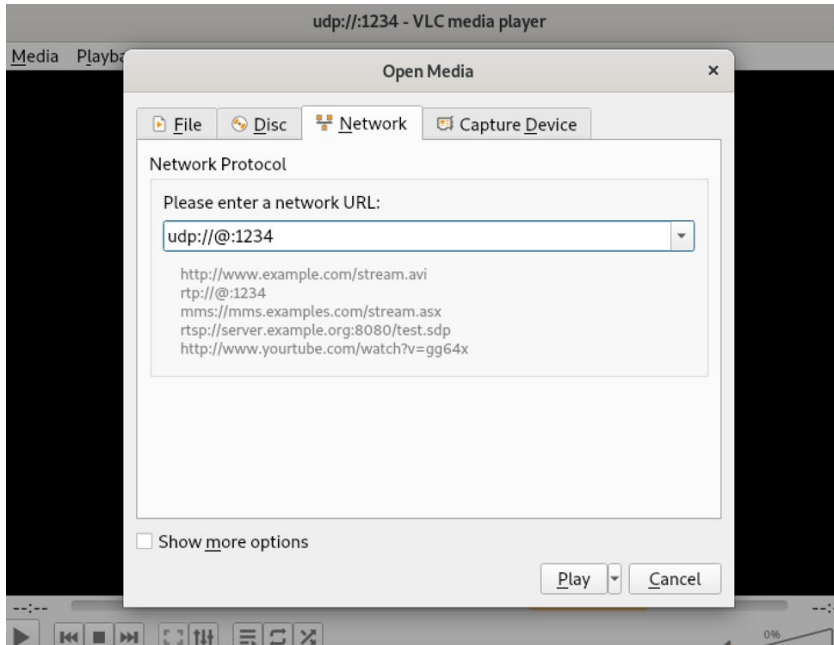 udp://:1234 - VLC media player
Media
Open Media
File Disc Network Capture Device
Network Protocol
Please enter a network URL:
udp://@:1234
http://www.example.com/stream.avi
rtp://@:1234
mms://mms.examples.com/stream.asx
rtsp://server.example.org:8080/test.sdp
http://www.yourtube.com/watch?v=gg64x
Show more options
Play Cancel
--:--
0%